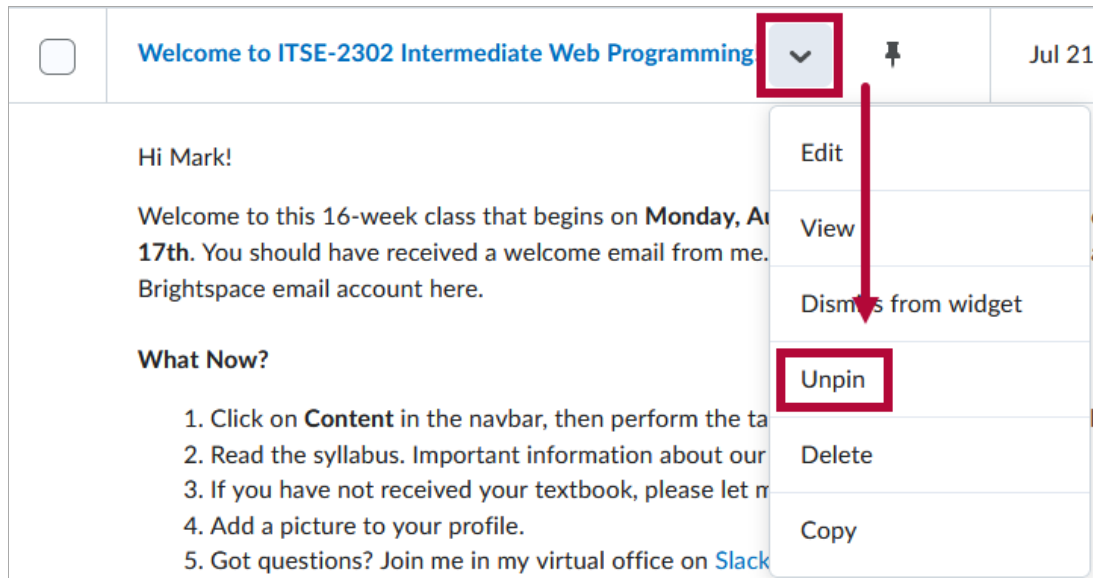 Welcome to ITSE-2302 Intermediate Web Programming
Jul 21
Hi Mark!
Welcome to this 16-week class that begins on Monday,
17th. You should have received a welcome email from me.
Brightspace email account here.
What Now?
1. Click on Content in the navbar, then perform the
2. Read the syllabus. Important information about our
3. If you have not received your textbook, please let
4. Add a picture to your profile.
5. Got questions? Join me in my virtual office on Slack
Edit
View
Dismiss from widget
Unpin
Delete
Copy